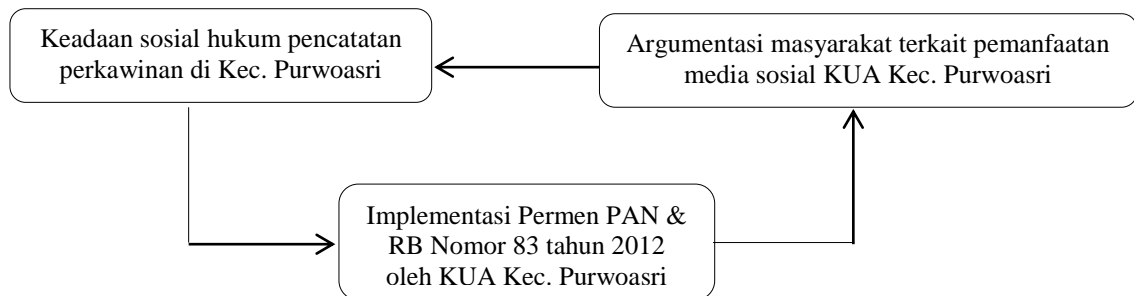 Keadaan sosial hukum pencatatan
perkawinan di Kec. Purwoasri
Argumentasi masyarakat terkait pemanfaatan
media sosial KUA Kec. Purwoasri
Implementasi Permen PAN &
RB Nomor 83 tahun 2012
oleh KUA Kec. Purwoasri